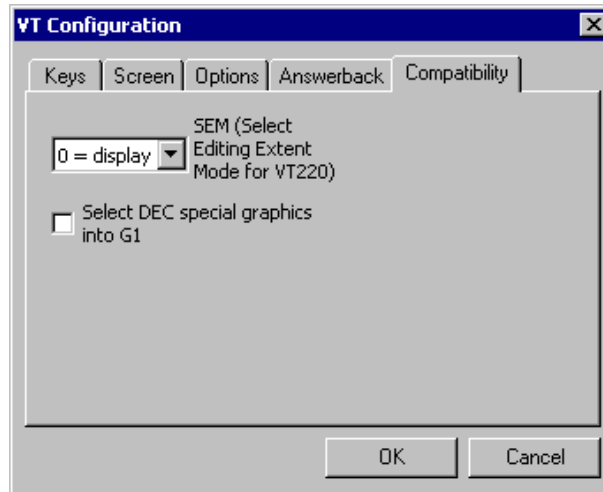 VT Configuration
Keys Screen Options Answerback Compatibility
SEM (Select
0 = display Editing Extent
Mode for VT220)
Select DEC special graphics
into G1
OK Cancel